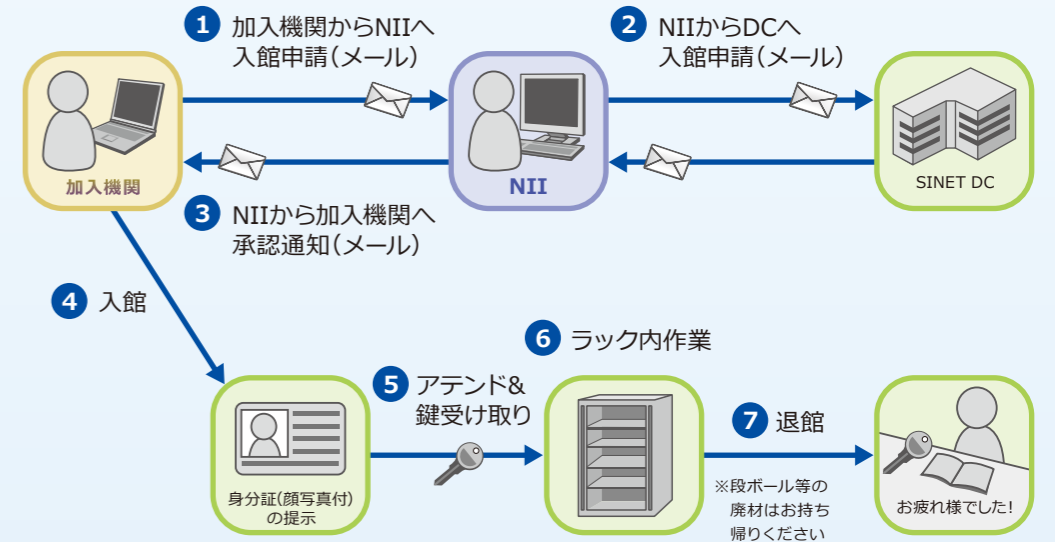 1 加入機関からNIIへ
入館申請(メール)
2 NIIからDCへ
入館申請(メール)
加入機関
NII
SINET DC
3 NIIから加入機関へ
承認通知(メール)
4 入館
身分証(顔写真付)
の提示
5 アテンド&
鍵受け取り
6 ラック内作業
7 退館
※段ボール等の
廃材はお持ち
帰りください
お疲れ様でした!